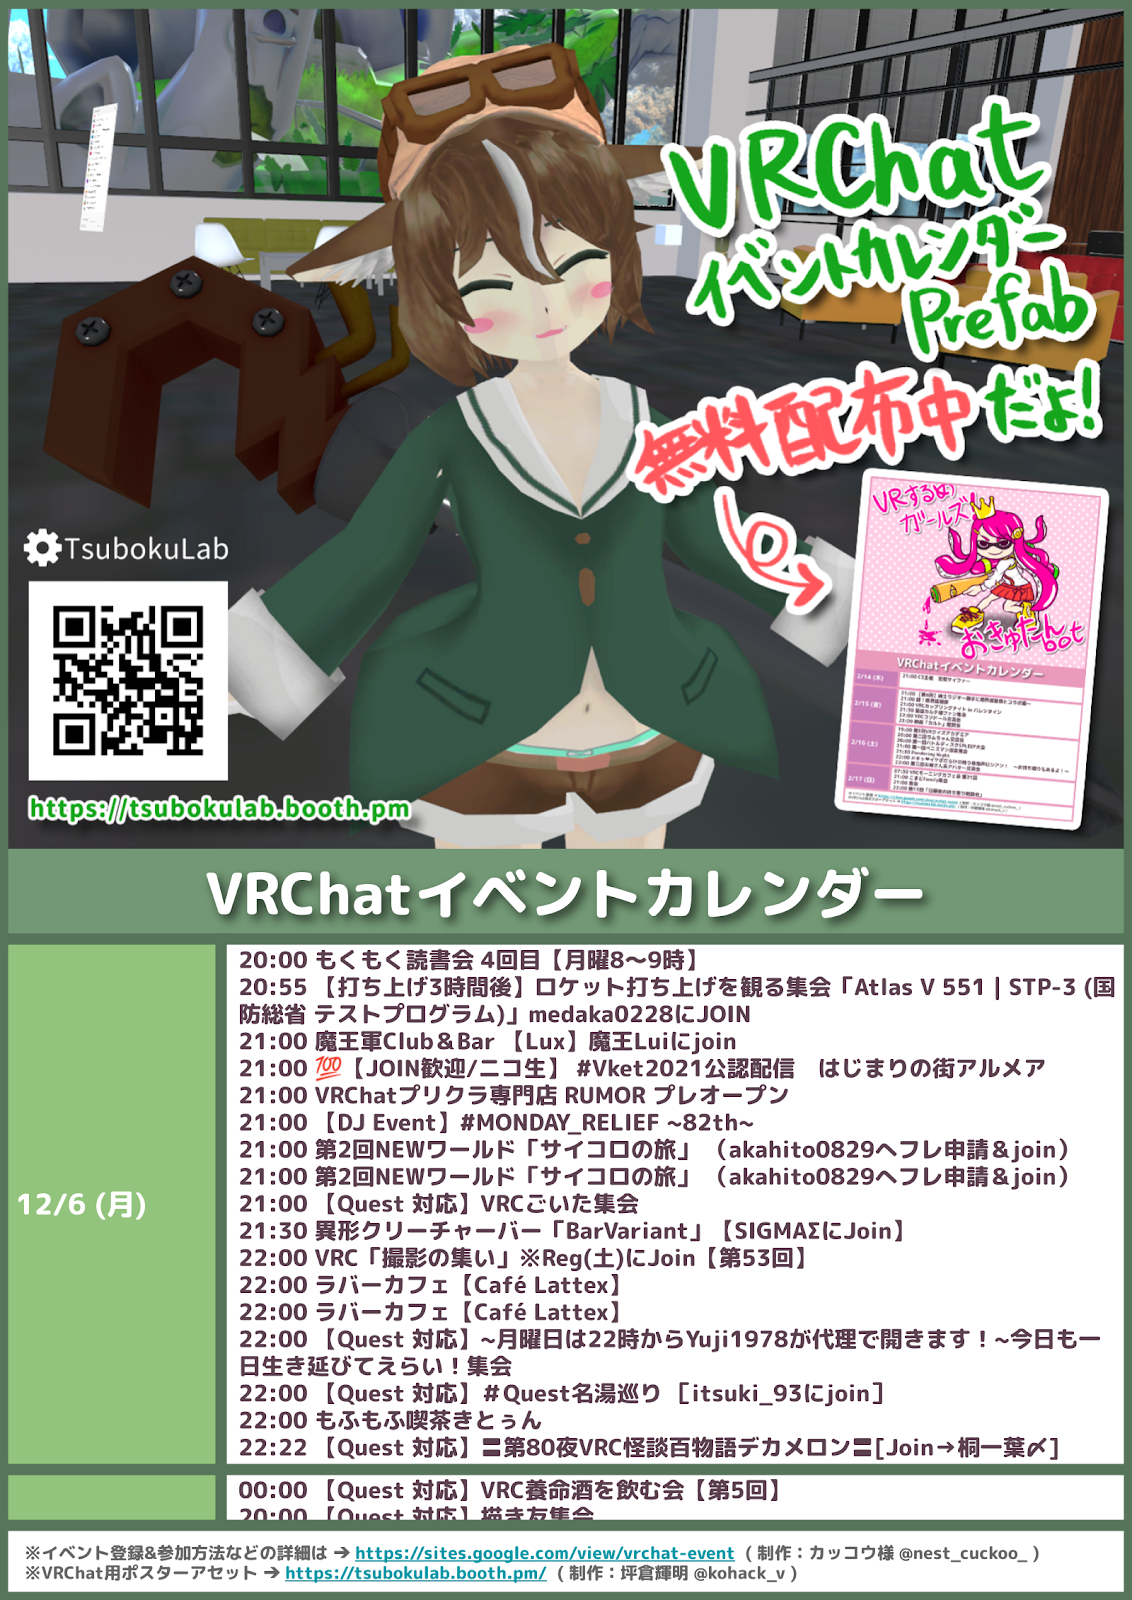 VRChat
イベントカレンダー
Prefab
無料配布中だよ!
VRするめ
ガールズ
おきゅたん
bot
VRChatイベントカレンダー
2/14 (木)
2/15 (金)
2/16 (土)
2/17 (日)
TsubokuLab
https://tsubokulab.booth.pm
VRChatイベントカレンダー
12/6 (月)
20:00 もくもく読書会 4回目【月曜8〜9時】
20:55 【打ち上げ3時間後】ロケット打ち上げを観る集会「Atlas V 551 | STP-3 (国
防総省 テストプログラム)」medaka0228にJOIN
21:00 魔王軍Club＆Bar 【Lux】魔王Luiにjoin
21:00 💯【JOIN歓迎/ニコ生】 #Vket2021公認配信　はじまりの街アルメア
21:00 VRChatプリクラ専門店 RUMOR プレオープン
21:00 【DJ Event】#MONDAY_RELIEF ~82th~
21:00 第2回NEWワールド「サイコロの旅」（akahito0829へフレ申請＆join）
21:00 第2回NEWワールド「サイコロの旅」（akahito0829へフレ申請＆join）
21:00 【Quest 対応】VRCごいた集会
21:30 異形クリーチャーバー「BarVariant」【SIGMAΣにJoin】
22:00 VRC「撮影の集い」※Reg(土)にJoin【第53回】
22:00 ラバーカフェ【Café Lattex】
22:00 ラバーカフェ【Café Lattex】
22:00 【Quest 対応】~月曜日は22時からYuji1978が代理で開きます！~今日も一
日生き延びてえらい！集会
22:00 【Quest 対応】＃Quest名湯巡り ［itsuki_93にjoin］
22:00 もふもふ喫茶きとぅん
22:22 【Quest 対応】〓第80夜VRC怪談百物語デカメロン〓[Join→桐一葉〆]
00:00 【Quest 対応】VRC養命酒を飲む会【第5回】
20:00 【Quest 対応】描き友集会
※イベント登録&参加方法などの詳細は ➔ https://sites.google.com/view/vrchat-event （ 制作：カッコウ様 @nest_cuckoo_ ）
※VRChat用ポスターアセット ➔ https://tsubokulab.booth.pm/ （ 制作：坪倉輝明 @kohack_v ）